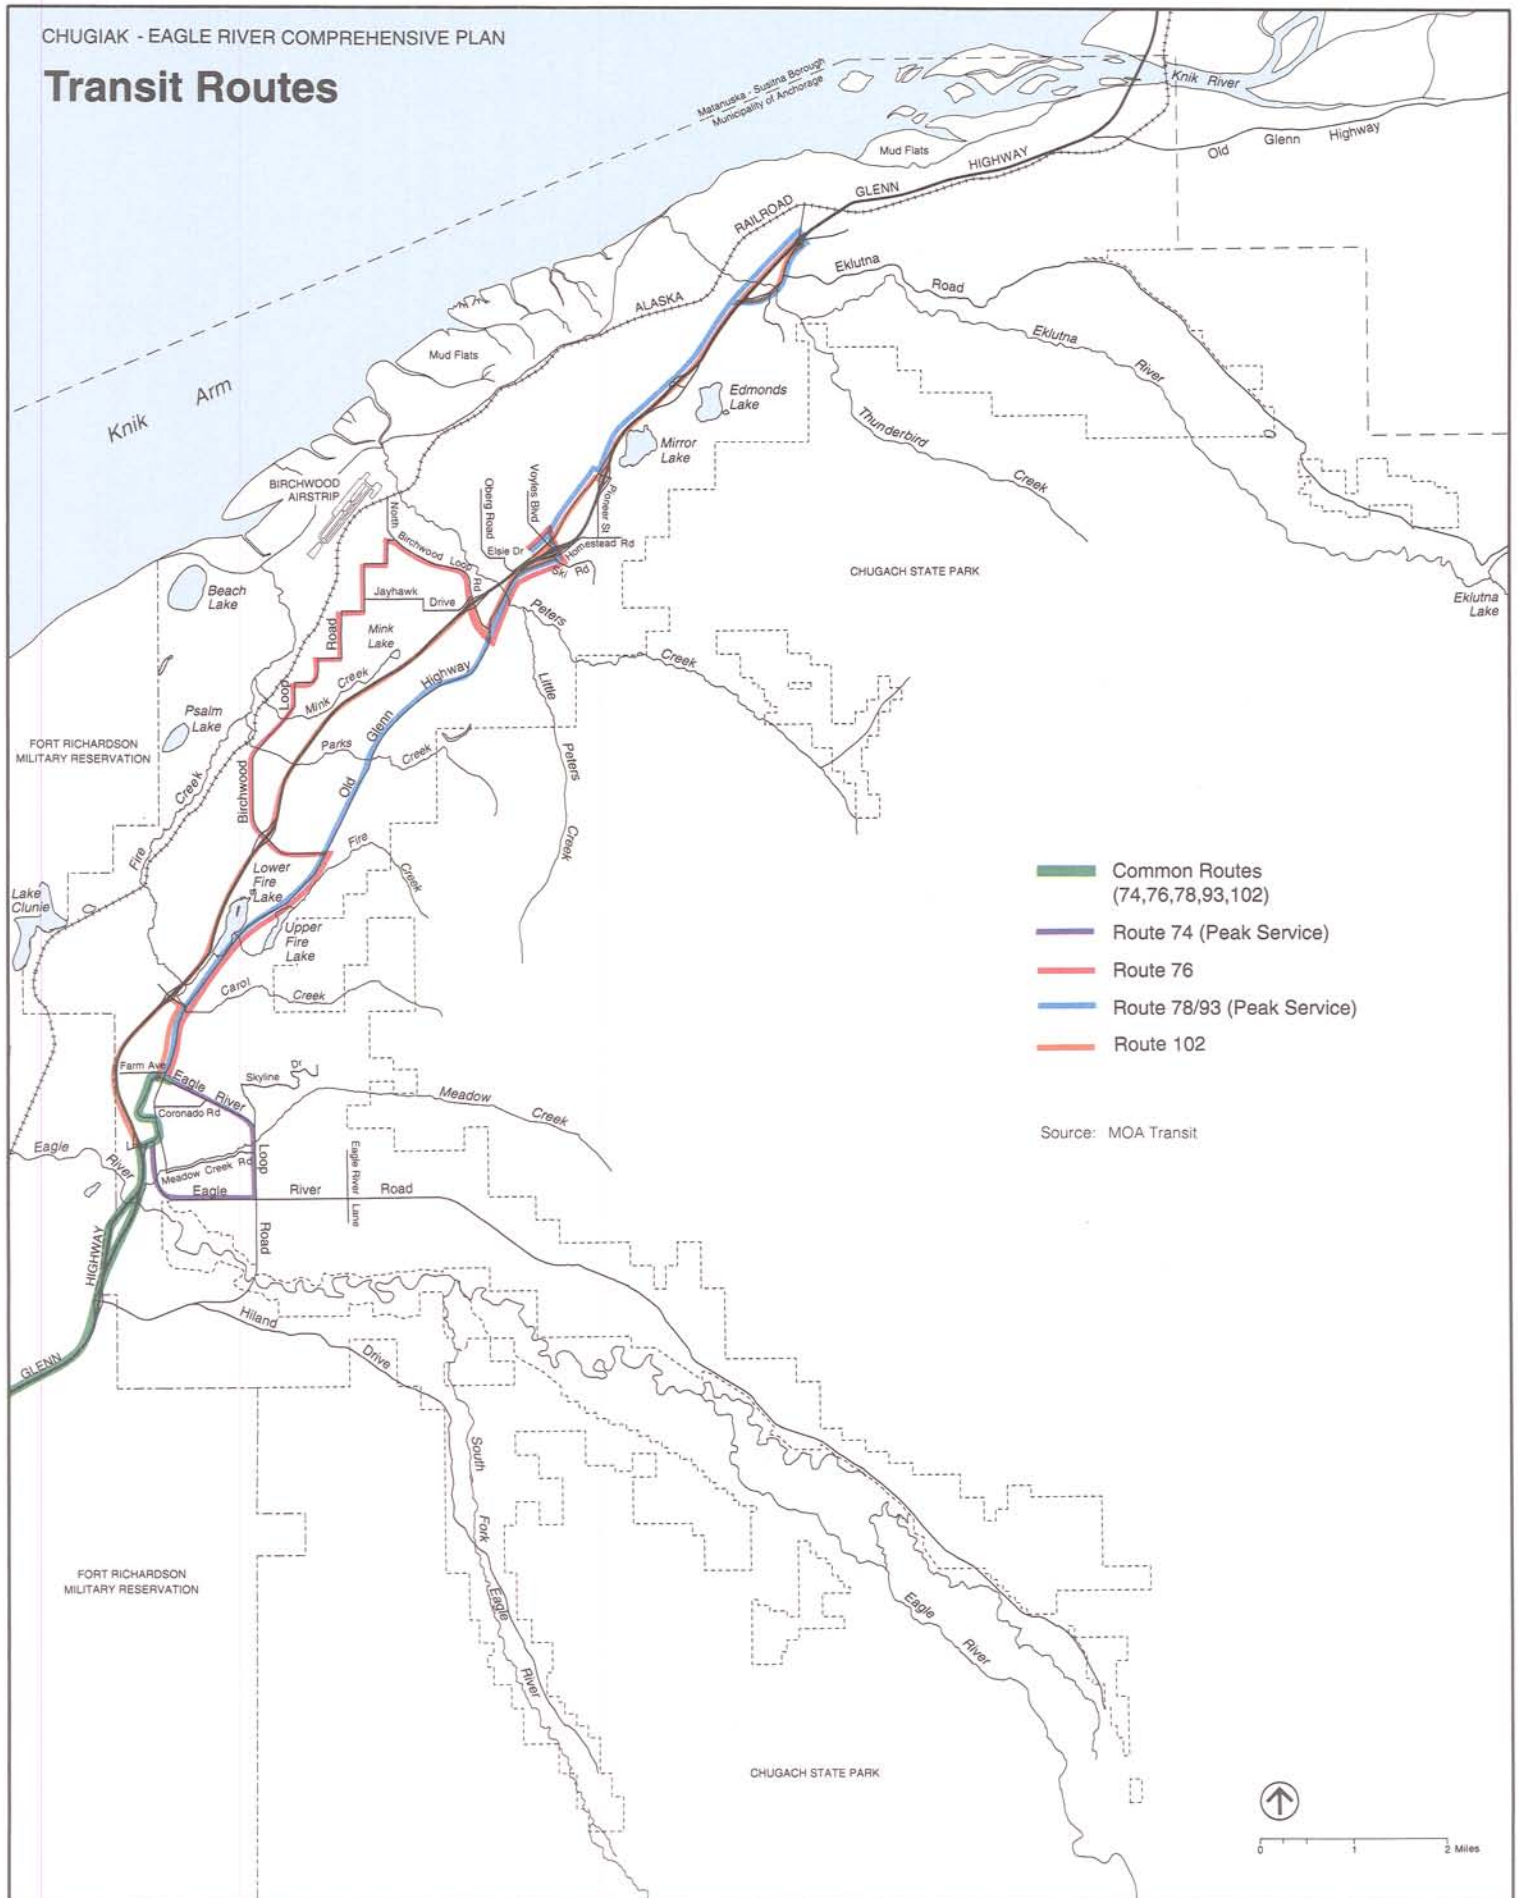 CHUGIAK - EAGLE RIVER COMPREHENSIVE PLAN
Transit Routes
Matanuska - Susitna Borough
Municipality of Anchorage
Knik River
Old Glenn Highway
Mud Flats
GLENN HIGHWAY
RAILROAD
ALASKA
Eklutna Road
Eklutna River
Mud Flats
Knik Arm
Edmonds
Lake
Mirror
Lake
Thunderbird Creek
BIRCHWOOD
AIRSTRIP
North
Birchwood Loop Rd
Oberg Road
Voyles Blvd
Pioneer St
Elsie Dr
Homestead Rd
Ski Rd
CHUGACH STATE PARK
Eklutna
Lake
Beach
Lake
Jayhawk Drive
Mink
Lake
Peters Creek
Mink Creek
Birchwood Loop Road
Little Peters Creek
Psalm
Lake
FORT RICHARDSON
MILITARY RESERVATION
Old Glenn Highway
Parks Creek
Fire Creek
Fire Creek
Lower
Fire
Lake
Upper
Fire
Lake
Lake
Clunie
Carol Creek
Common Routes
(74,76,78,93,102)
Route 74 (Peak Service)
Route 76
Route 78/93 (Peak Service)
Route 102
Source: MOA Transit
Farm Ave
Eagle River Loop Road
Skyline Dr
Coronado Rd
Meadow Creek
Eagle River
Meadow Creek Rd
Eagle River Lane
Eagle River Road
GLENN HIGHWAY
Hiland Drive
South Fork Eagle River
FORT RICHARDSON
MILITARY RESERVATION
Eagle River
CHUGACH STATE PARK
0 1 2 Miles